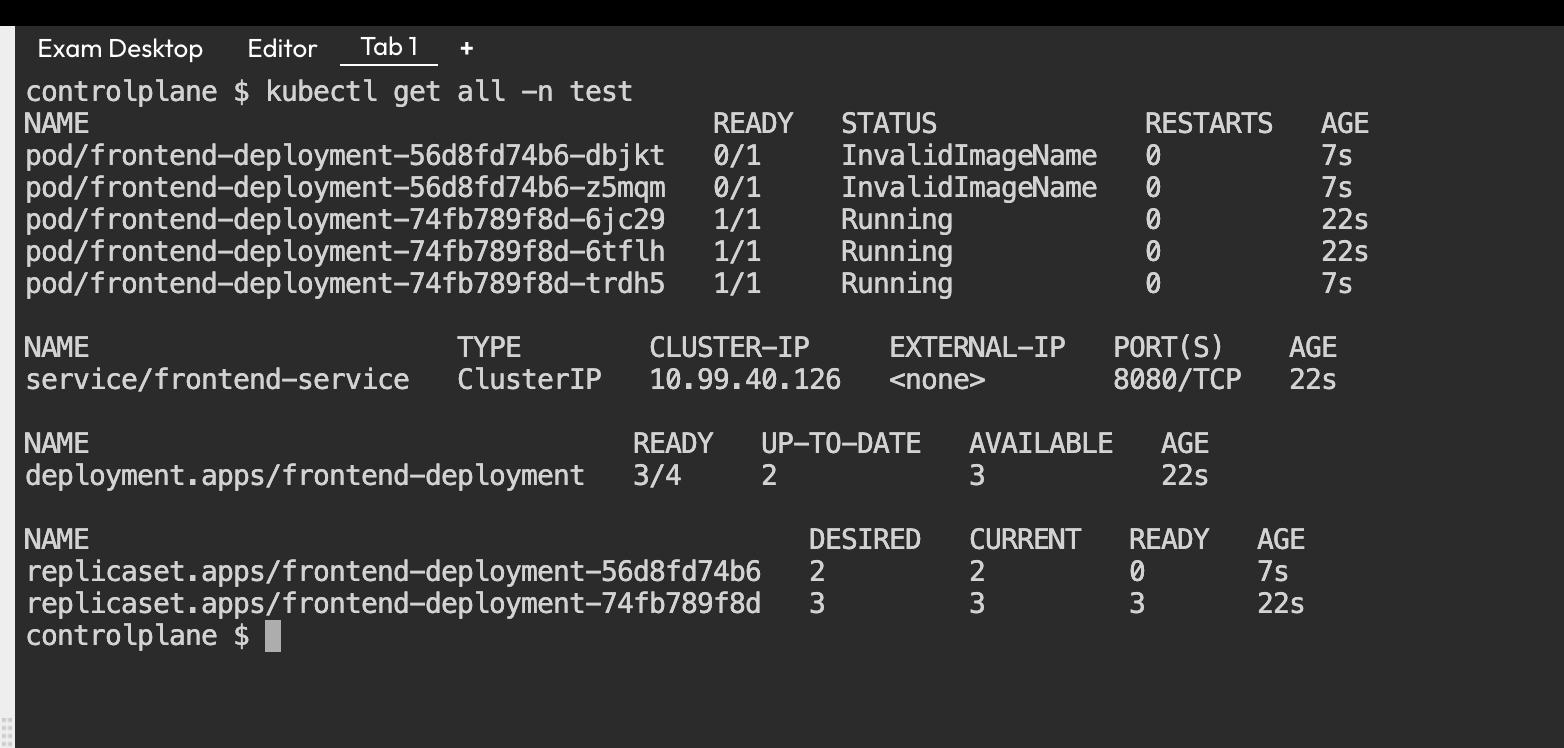 Exam Desktop Editor Tab 1 +
controlplane $ kubectl get all -n test
NAME READY STATUS RESTARTS AGE
pod/frontend-deployment-56d8fd74b6-dbjkt 0/1 InvalidImageName 0 7s
pod/frontend-deployment-56d8fd74b6-z5mqm 0/1 InvalidImageName 0 7s
pod/frontend-deployment-74fb789f8d-6jc29 1/1 Running 0 22s
pod/frontend-deployment-74fb789f8d-6tflh 1/1 Running 0 22s
pod/frontend-deployment-74fb789f8d-trdh5 1/1 Running 0 7s
NAME TYPE CLUSTER-IP EXTERNAL-IP PORT(S) AGE
service/frontend-service ClusterIP 10.99.40.126 <none> 8080/TCP 22s
NAME READY UP-TO-DATE AVAILABLE AGE
deployment.apps/frontend-deployment 3/4 2 3 22s
NAME DESIRED CURRENT READY AGE
replicaset.apps/frontend-deployment-56d8fd74b6 2 2 0 7s
replicaset.apps/frontend-deployment-74fb789f8d 3 3 3 22s
controlplane $